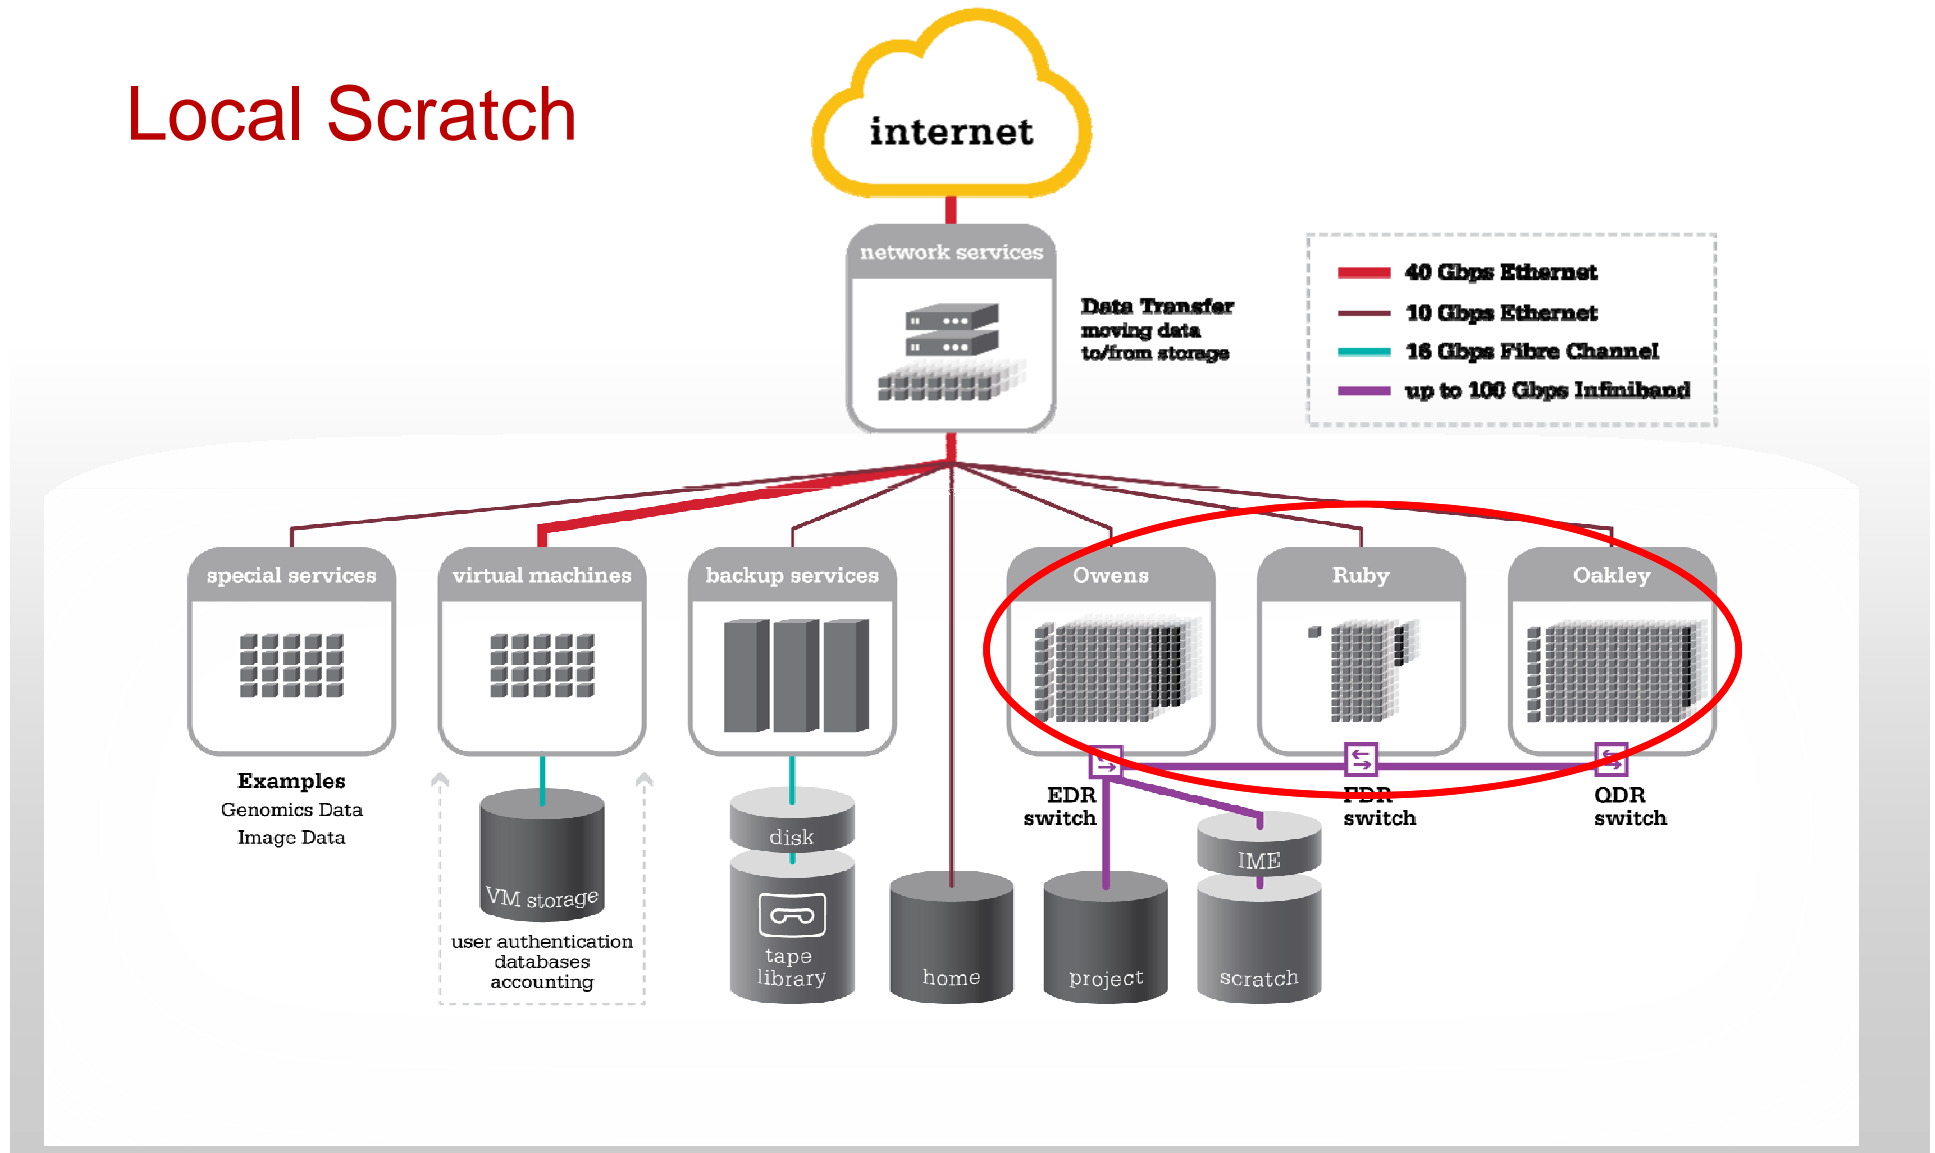 Local Scratch
internet
network services
Data Transfer
moving data
to/from storage
40 Gbps Ethernet
10 Gbps Ethernet
16 Gbps Fibre Channel
up to 100 Gbps Infiniband
special services
virtual machines
backup services
Owens
Ruby
Oakley
Examples
Genomics Data
Image Data
VM storage
user authentication
databases
accounting
disk
tape
library
home
EDR
switch
project
FDR
switch
IME
scratch
QDR
switch